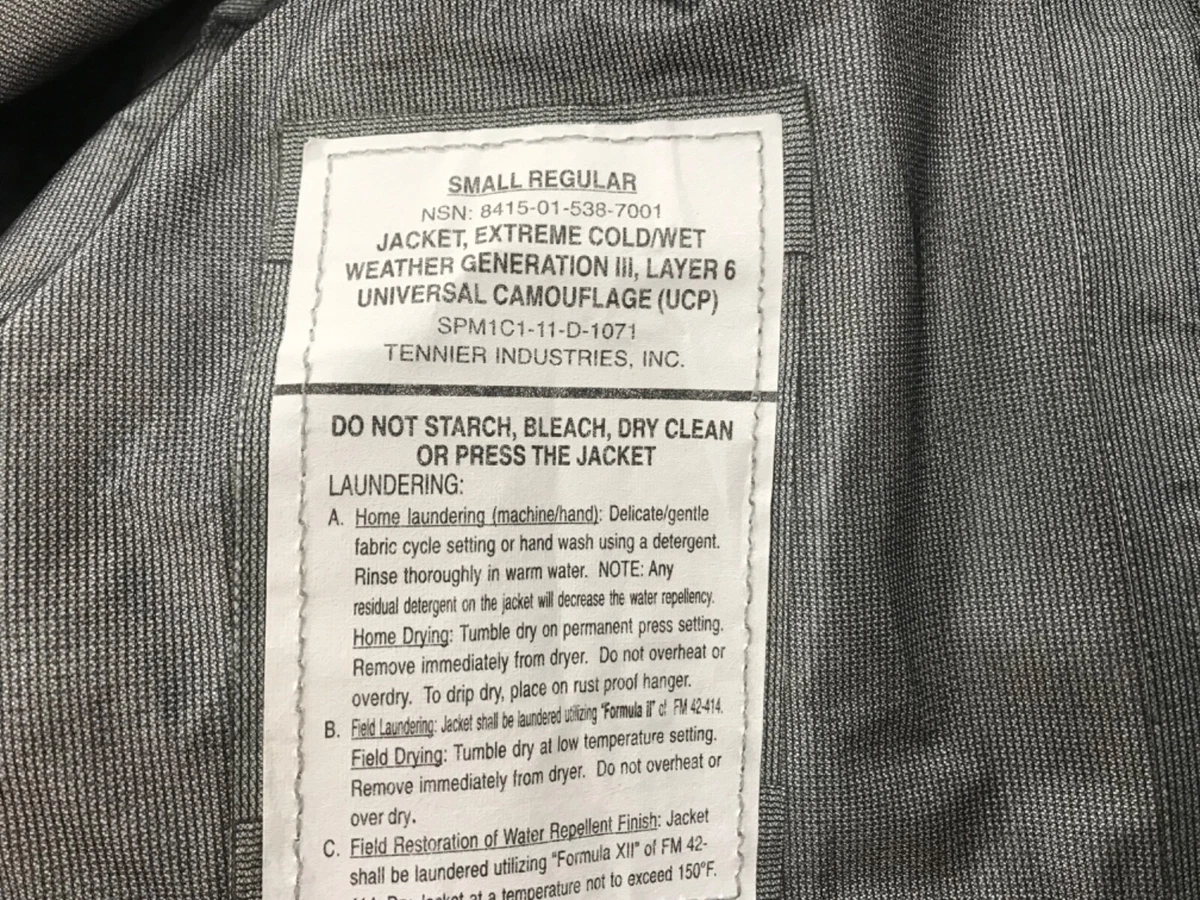 SMALL REGULAR
NSN: 8415-01-538-7001
JACKET, EXTREME COLD/WET
WEATHER GENERATION III, LAYER 6
UNIVERSAL CAMOUFLAGE (UCP)
SPM1C1-11-D-1071
TENNIER INDUSTRIES, INC.
DO NOT STARCH, BLEACH, DRY CLEAN
OR PRESS THE JACKET
LAUNDERING:
A. Home laundering (machine/hand): Delicate/gentle
fabric cycle setting or hand wash using a detergent.
Rinse thoroughly in warm water. NOTE: Any
residual detergent on the jacket will decrease the water repellency.
Home Drying: Tumble dry on permanent press setting.
Remove immediately from dryer. Do not overheat or
overdry. To drip dry, place on rust proof hanger.
B. Field Laundering: Jacket shall be laundered utilizing "Formula II" of FM 42-414.
Field Drying: Tumble dry at low temperature setting.
Remove immediately from dryer. Do not overheat or
over dry.
C. Field Restoration of Water Repellent Finish: Jacket
shall be laundered utilizing "Formula XII" of FM 42-
at a temperature not to exceed 150°F.